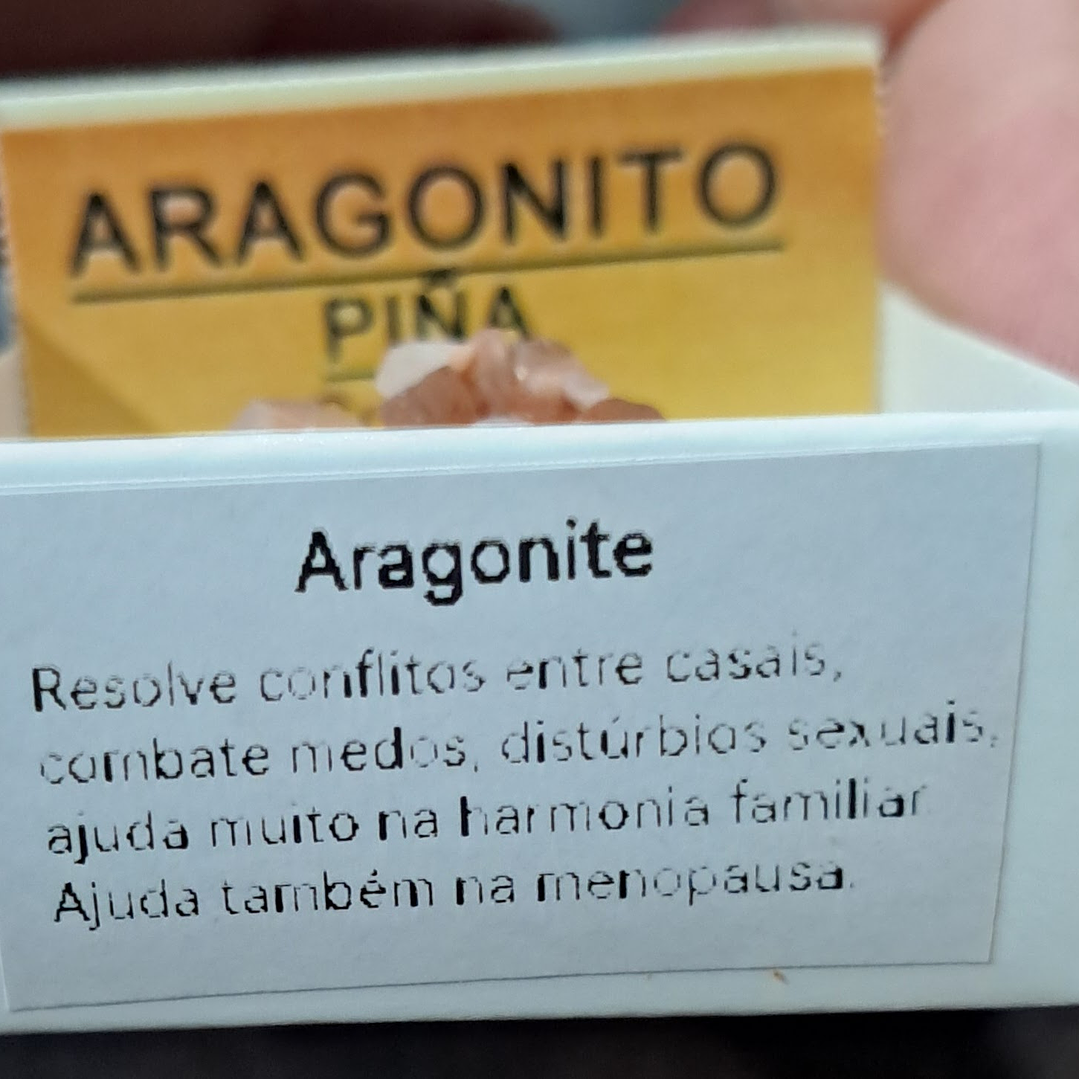 ARAGONITO
PIÑA
Aragonite
Resolve conflitos entre casais,
combate medos, distúrbios sexuais,
ajuda muito na harmonia familiar
Ajuda também na menopausa.